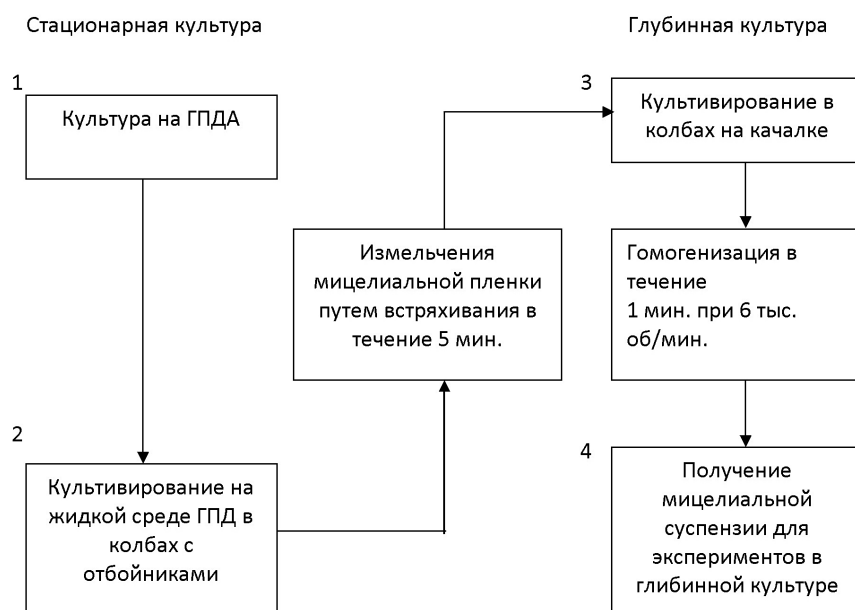 Стационарная культура
Глубинная культура
1
Культура на ГПДА
3
Культивирование в
колбах на качалке
Измельчения
мицелиальной пленки
путем встряхивания в
течение 5 мин.
Гомогенизация в
течение
1 мин. при 6 тыс.
об/мин.
2
Культивирование на
жидкой среде ГПД в
колбах с
отбойниками
4
Получение
мицелиальной
суспензии для
экспериментов в
глибинной культуре